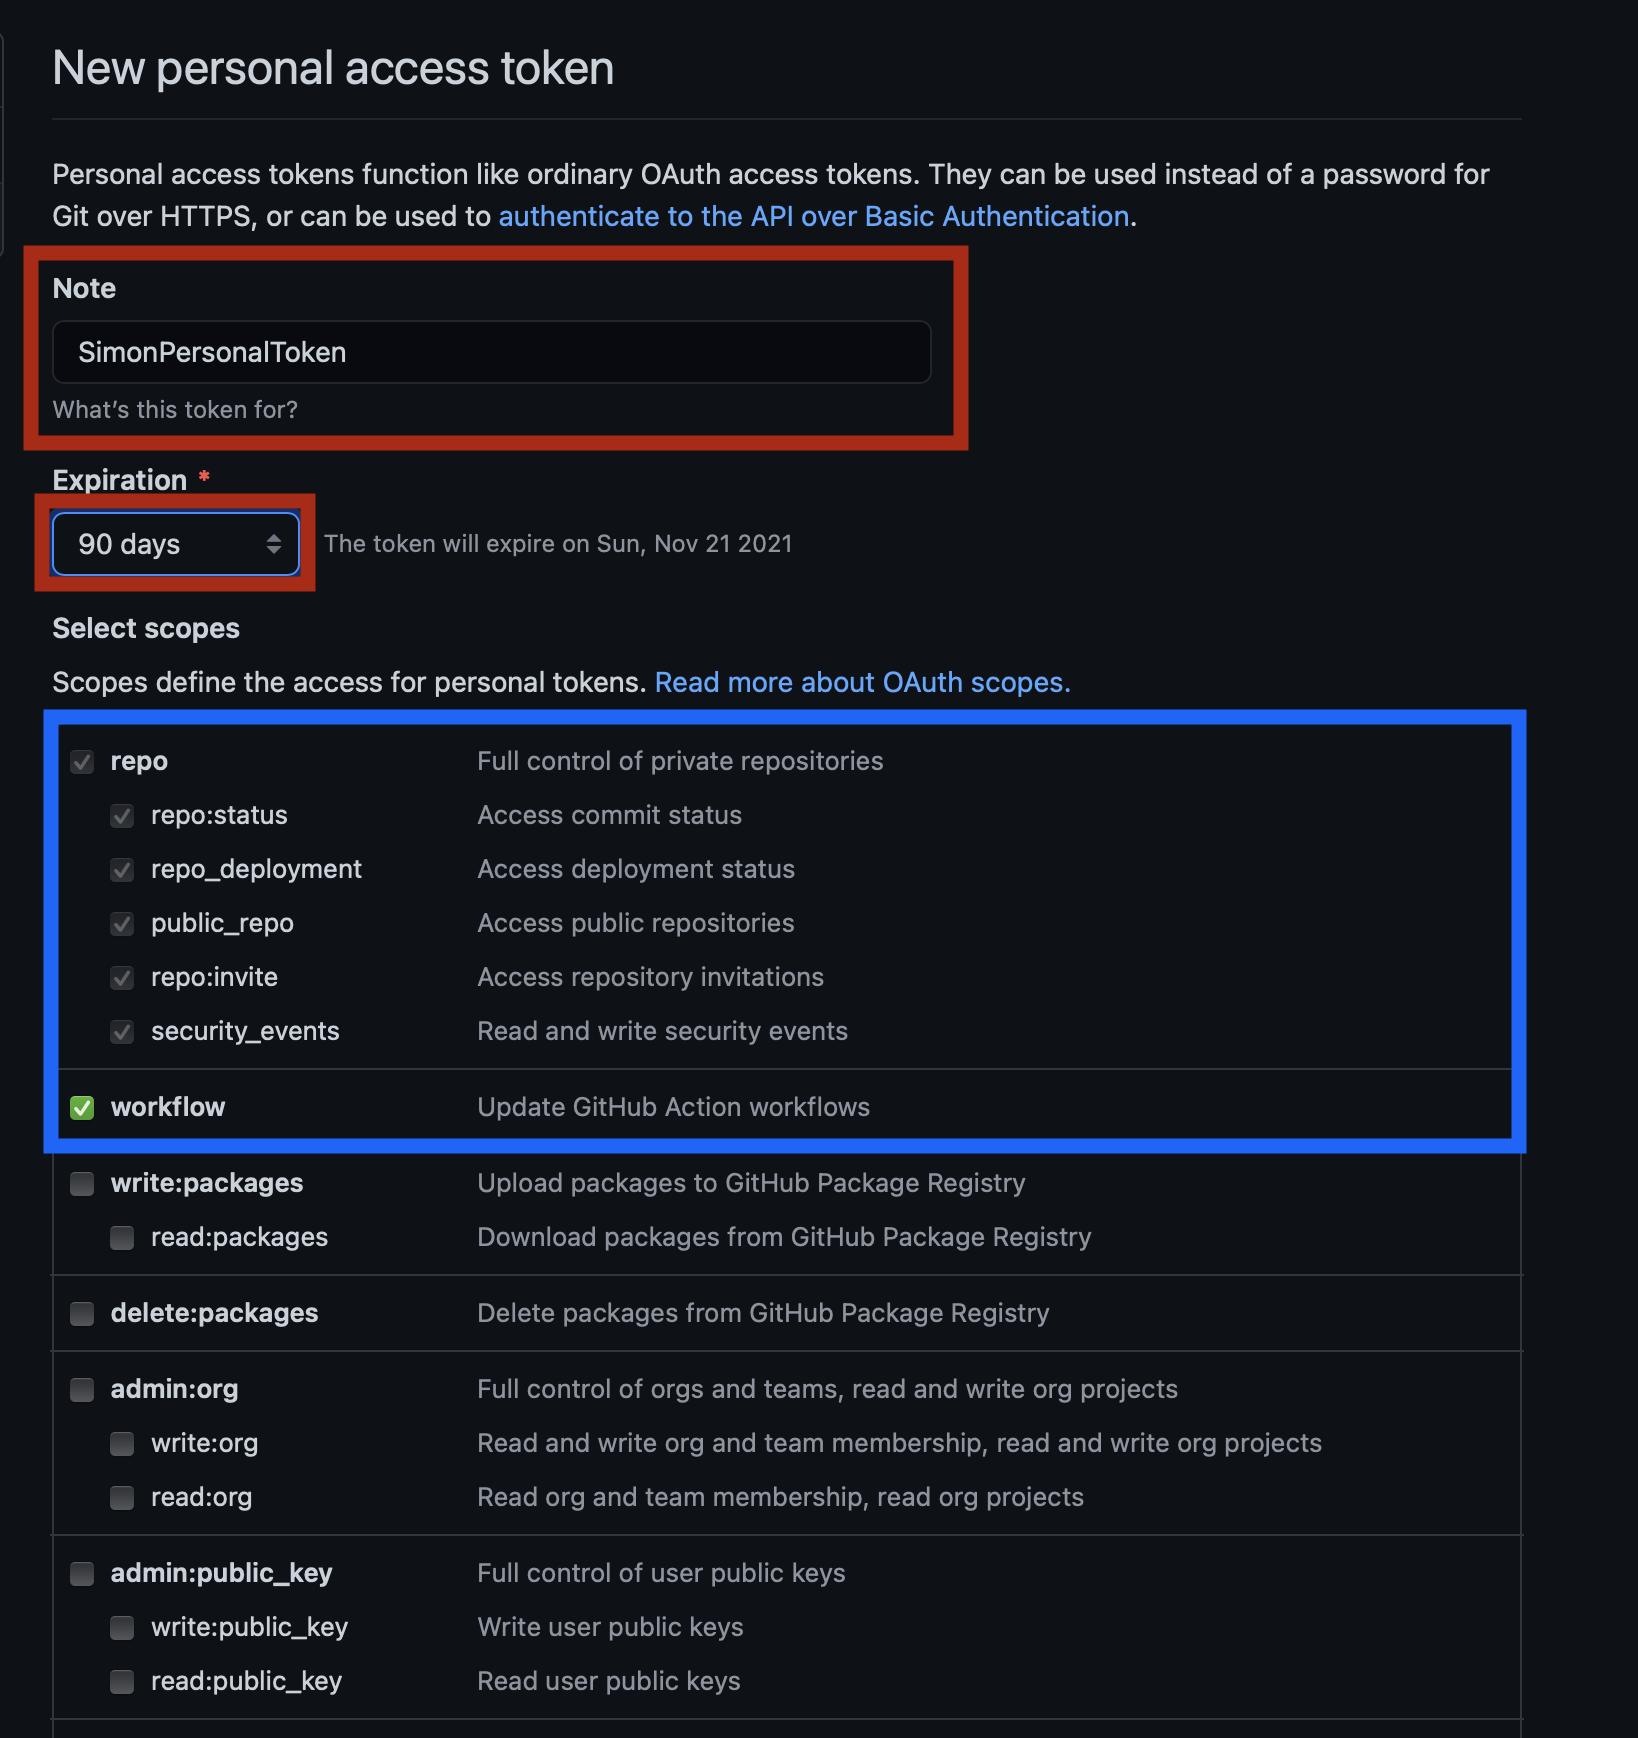 New personal access token
Personal access tokens function like ordinary OAuth access tokens. They can be used instead of a password for
Git over HTTPS, or can be used to authenticate to the API over Basic Authentication.
Note
SimonPersonalToken
What's this token for?
Expiration *
90 days The token will expire on Sun, Nov 21 2021
Select scopes
Scopes define the access for personal tokens. Read more about OAuth scopes.
repo Full control of private repositories
repo:status Access commit status
repo_deployment Access deployment status
public_repo Access public repositories
repo:invite Access repository invitations
security_events Read and write security events
workflow Update GitHub Action workflows
write:packages Upload packages to GitHub Package Registry
read:packages Download packages from GitHub Package Registry
delete:packages Delete packages from GitHub Package Registry
admin:org Full control of orgs and teams, read and write org projects
write:org Read and write org and team membership, read and write org projects
read:org Read org and team membership, read org projects
admin:public_key Full control of user public keys
write:public_key Write user public keys
read:public_key Read user public keys